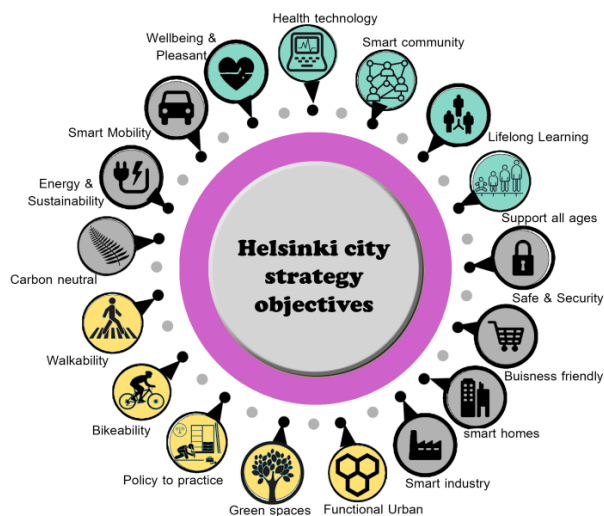 Health technology
Wellbeing &
Pleasant
Smart community
Smart Mobility
Lifelong Learning
Energy &
Sustainability
Support all ages
Helsinki city
strategy
objectives
Carbon neutral
Safe & Security
Walkability
Buisness friendly
Bikeability
smart homes
Policy to practice
Smart industry
Green spaces
Functional Urban